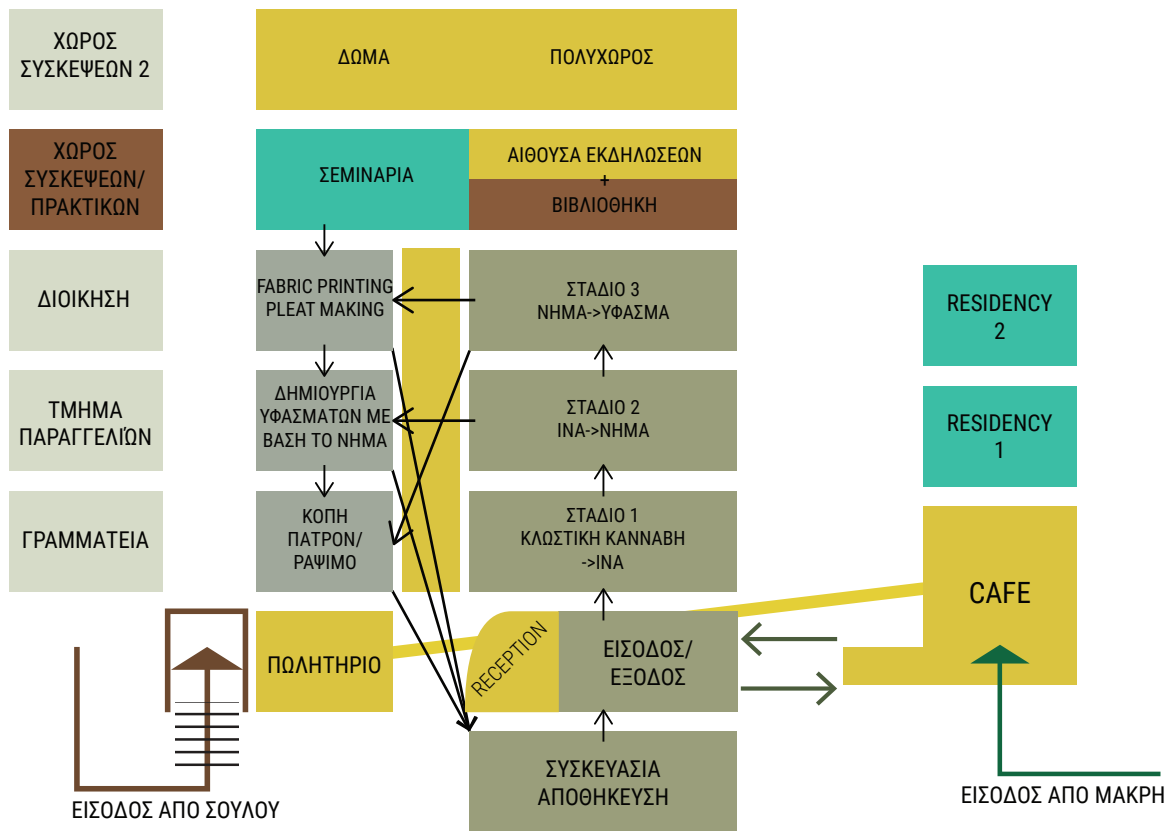 ΧΩΡΟΣ
ΣΥΣΚΕΨΕΩΝ 2
ΔΩΜΑ
ΠΟΛΥΧΩΡΟΣ
ΧΩΡΟΣ
ΣΥΣΚΕΨΕΩΝ/
ΠΡΑΚΤΙΚΩΝ
ΣΕΜΙΝΑΡΙΑ
ΑΙΘΟΥΣΑ ΕΚΔΗΛΩΣΕΩΝ
+
ΒΙΒΛΙΟΘΗΚΗ
ΔΙΟΙΚΗΣΗ
FABRIC PRINTING
PLEAT MAKING
ΣΤΑΔΙΟ 3
ΝΗΜΑ->ΥΦΑΣΜΑ
RESIDENCY
2
ΤΜΗΜΑ
ΠΑΡΑΓΓΕΛΙΏΝ
ΔΗΜΙΟΥΡΓΙΑ
ΥΦΑΣΜΑΤΩΝ ΜΕ
ΒΑΣΗ ΤΟ ΝΗΜΑ
ΣΤΑΔΙΟ 2
ΙΝΑ->ΝΗΜΑ
RESIDENCY
1
ΓΡΑΜΜΑΤΕΙΑ
ΚΟΠΗ
ΠΑΤΡΟΝ/
ΡΑΨΙΜΟ
ΣΤΑΔΙΟ 1
ΚΛΩΣΤΙΚΗ ΚΑΝΝΑΒΗ
->ΙΝΑ
CAFE
ΠΩΛΗΤΗΡΙΟ
RECEPTION
ΕΙΣΟΔΟΣ/
ΕΞΟΔΟΣ
ΣΥΣΚΕΥΑΣΙΑ
ΑΠΟΘΗΚΕΥΣΗ
ΕΙΣΟΔΟΣ ΑΠΟ ΣΟΥΛΟΥ
ΕΙΣΟΔΟΣ ΑΠΟ ΜΑΚΡΗ